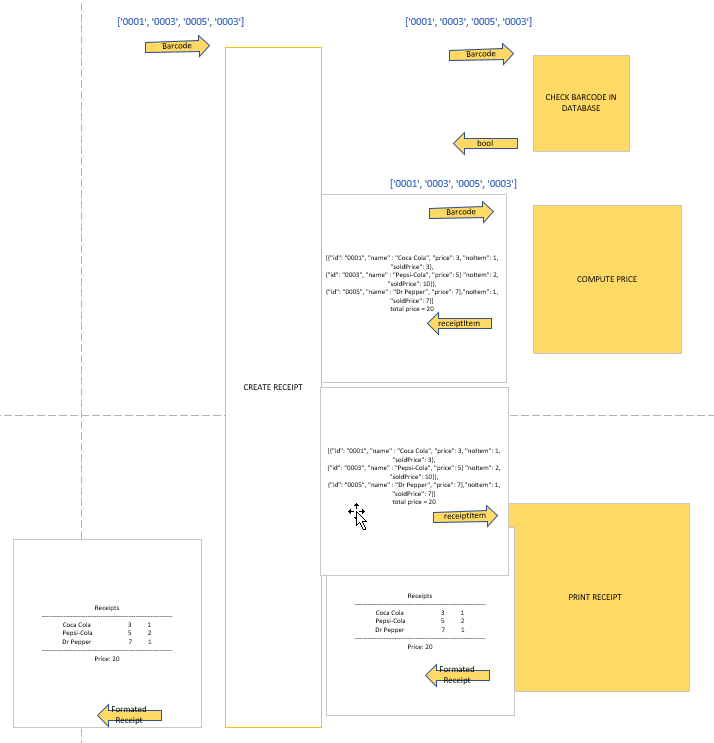 ['0001', '0003', '0005', '0003']
['0001', '0003', '0005', '0003']
Barcode
Barcode
CHECK BARCODE IN
DATABASE
bool
['0001', '0003', '0005', '0003']
Barcode
[{"id": "0001", "name" : "Coca Cola", "price": 3, "noItem": 1,
"soldPrice": 3},
{"id": "0003", "name" : "Pepsi-Cola", "price": 5} "noItem": 2,
"soldPrice": 10}},
{"id": "0005", "name" : "Dr Pepper", "price": 7},"noItem": 1,
"soldPrice": 7}]
total price = 20
receiptItem
COMPUTE PRICE
CREATE RECEIPT
[{"id": "0001", "name" : "Coca Cola", "price": 3, "noItem": 1,
"soldPrice": 3},
{"id": "0003", "name" : "Pepsi-Cola", "price": 5} "noItem": 2,
"soldPrice": 10}},
{"id": "0005", "name" : "Dr Pepper", "price": 7},"noItem": 1,
"soldPrice": 7}]
total price = 20
receiptItem
PRINT RECEIPT
Receipts
------------------------------------------------------------
Coca Cola 3 1
Pepsi-Cola 5 2
Dr Pepper 7 1
------------------------------------------------------------
Price: 20
Formated
Receipt
Receipts
------------------------------------------------------------
Coca Cola 3 1
Pepsi-Cola 5 2
Dr Pepper 7 1
------------------------------------------------------------
Price: 20
Formated
Receipt